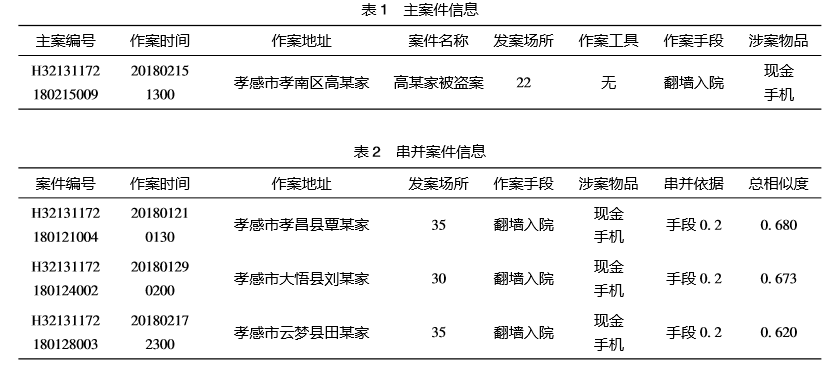 表1 主案件信息
主案编号 作案时间 作案地址 案件名称 发案场所 作案工具 作案手段 涉案物品
H32131172 20180215 现金
孝感市孝南区高某家 高某家被盗案 22 无 翻墙入院
180215009 1300 手机
表2 串并案件信息
案件编号 作案时间 作案地址 发案场所 作案手段 涉案物品 串并依据 总相似度
H32131172 20180121 现金
孝感市孝昌县覃某家 35 翻墙入院 手段0.2 0.680
180121004 0130 手机
H32131172 20180129 现金
孝感市大悟县刘某家 30 翻墙入院 手段0.2 0.673
180124002 0200 手机
H32131172 20180217 现金
孝感市云梦县田某家 35 翻墙入院 手段0.2 0.620
180128003 2300 手机